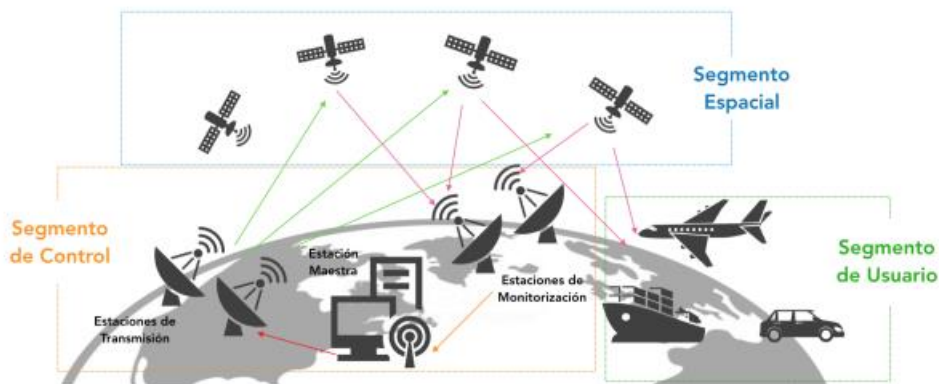 Segmento
Espacial
Segmento
de Control
Estación
Maestra
Estaciones de
Monitorización
Estaciones de
Transmisión
Segmento
de Usuario